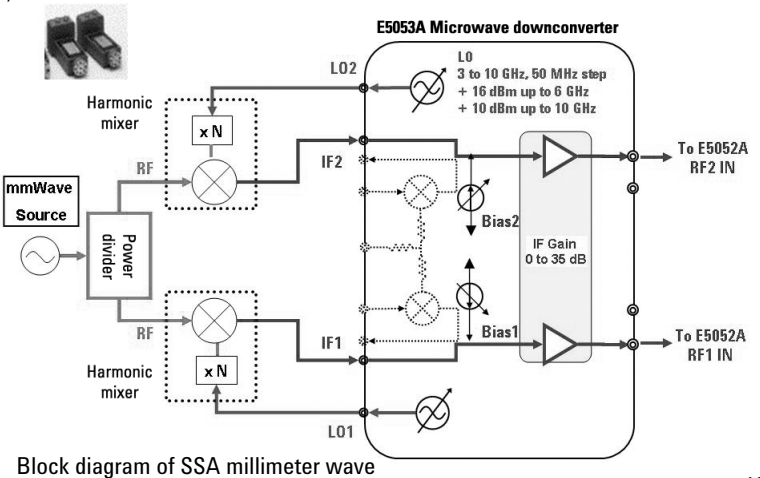 E5053A Microwave downconverter
LO
3 to 10 GHz, 50 MHz step
+ 16 dBm up to 6 GHz
+ 10 dBm up to 10 GHz
LO2
Harmonic
mixer
x N
RF
IF2
To E5052A
RF2 IN
mmWave
Source
Power
divider
Bias2
IF Gain
0 to 35 dB
RF
IF1
Bias1
To E5052A
RF1 IN
Harmonic
mixer
x N
LO1
Block diagram of SSA millimeter wave